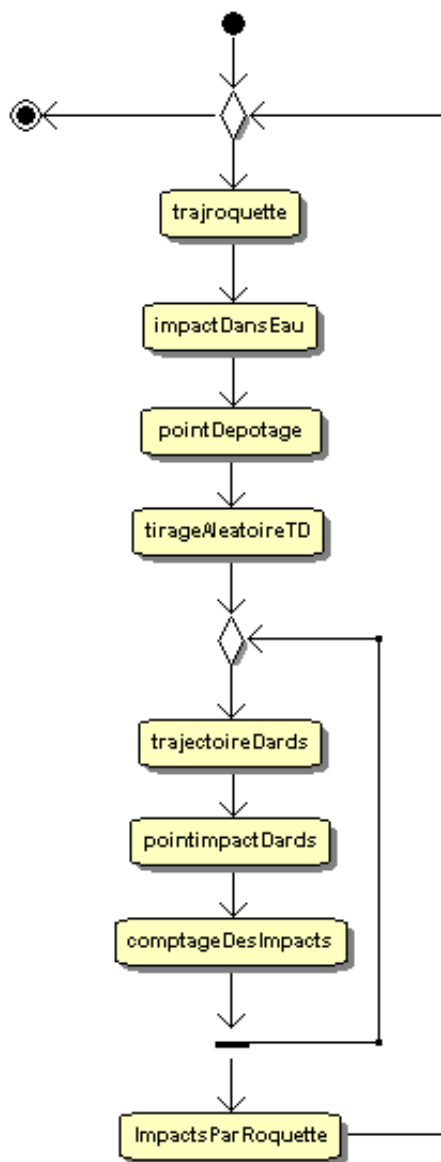 trajroquette
impactDansEau
pointDepotage
tirageAleatoireTD
trajectoireDards
pointimpactDards
comptageDesImpacts
ImpactsParRoquette